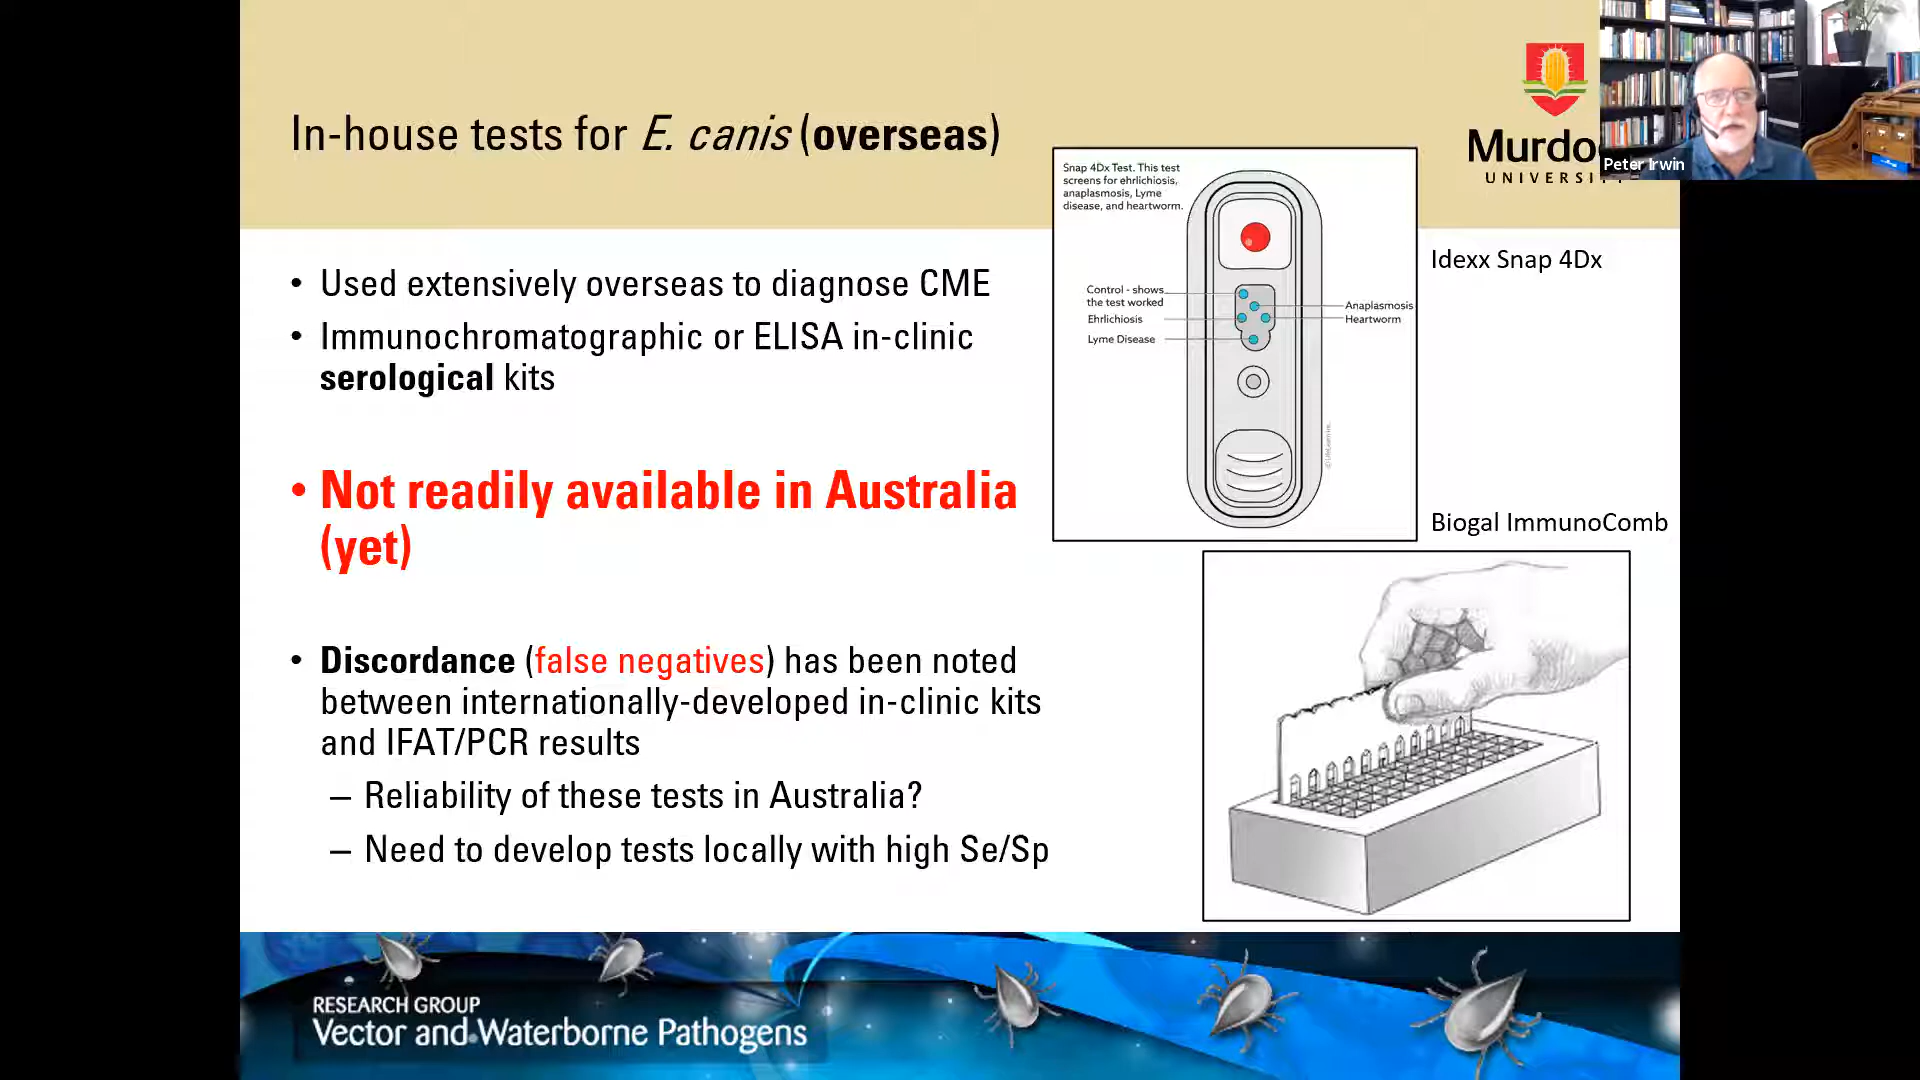 In-house tests for E. canis (overseas)
Murdo
UNIVERSIT
Peter Irwin
• Used extensively overseas to diagnose CME
• Immunochromatographic or ELISA in-clinic
serological kits
• Not readily available in Australia
(yet)
• Discordance (false negatives) has been noted
between internationally-developed in-clinic kits
and IFAT/PCR results
– Reliability of these tests in Australia?
– Need to develop tests locally with high Se/Sp
Snap 4Dx Test. This test
screens for ehrlichiosis,
anaplasmosis, Lyme
disease, and heartworm.
Control - shows
the test worked
Ehrlichiosis
Lyme Disease
Anaplasmosis
Heartworm
Idexx Snap 4Dx
Biogal ImmunoComb
RESEARCH GROUP
Vector and Waterborne Pathogens